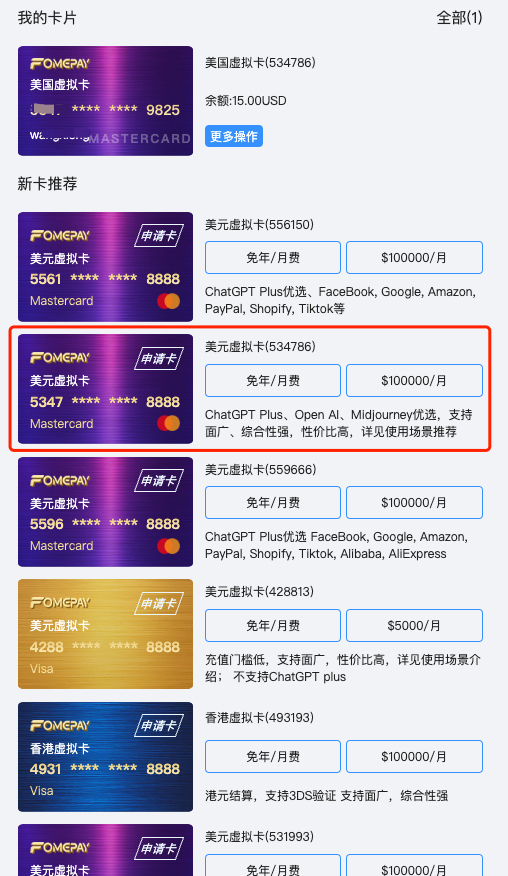 我的卡片
全部(1)
FOMEPAY
美国虚拟卡
**** **** 9825
MASTERCARD
美国虚拟卡(534786)
余额:15.00USD
更多操作
新卡推荐
FOMEPAY
申请卡
美元虚拟卡
5561 **** **** 8888
Mastercard
美元虚拟卡(556150)
免年/月费
$100000/月
ChatGPT Plus优选、FaceBook, Google, Amazon,
PayPal, Shopify, Tiktok等
FOMEPAY
申请卡
美元虚拟卡
5347 **** **** 8888
Mastercard
美元虚拟卡(534786)
免年/月费
$100000/月
ChatGPT Plus、Open AI、Midjourney优选，支持
面广、综合性强，性价比高，详见使用场景推荐
FOMEPAY
申请卡
美元虚拟卡
5596 **** **** 8888
Mastercard
美元虚拟卡(559666)
免年/月费
$100000/月
ChatGPT Plus优选 FaceBook, Google, Amazon,
PayPal, Shopify, Tiktok, Alibaba, AliExpress
FOMEPAY
申请卡
美元虚拟卡
4288 **** **** 8888
Visa
美元虚拟卡(428813)
免年/月费
$5000/月
充值门槛低，支持面广，性价比高，详见使用场景介
绍； 不支持ChatGPT plus
FOMEPAY
申请卡
香港虚拟卡
4931 **** **** 8888
Visa
香港虚拟卡(493193)
免年/月费
$100000/月
港元结算，支持3DS验证 支持面广，综合性强
FOMEPAY
申请卡
美元虚拟卡
美元虚拟卡(531993)
免年/月费
$100000/月